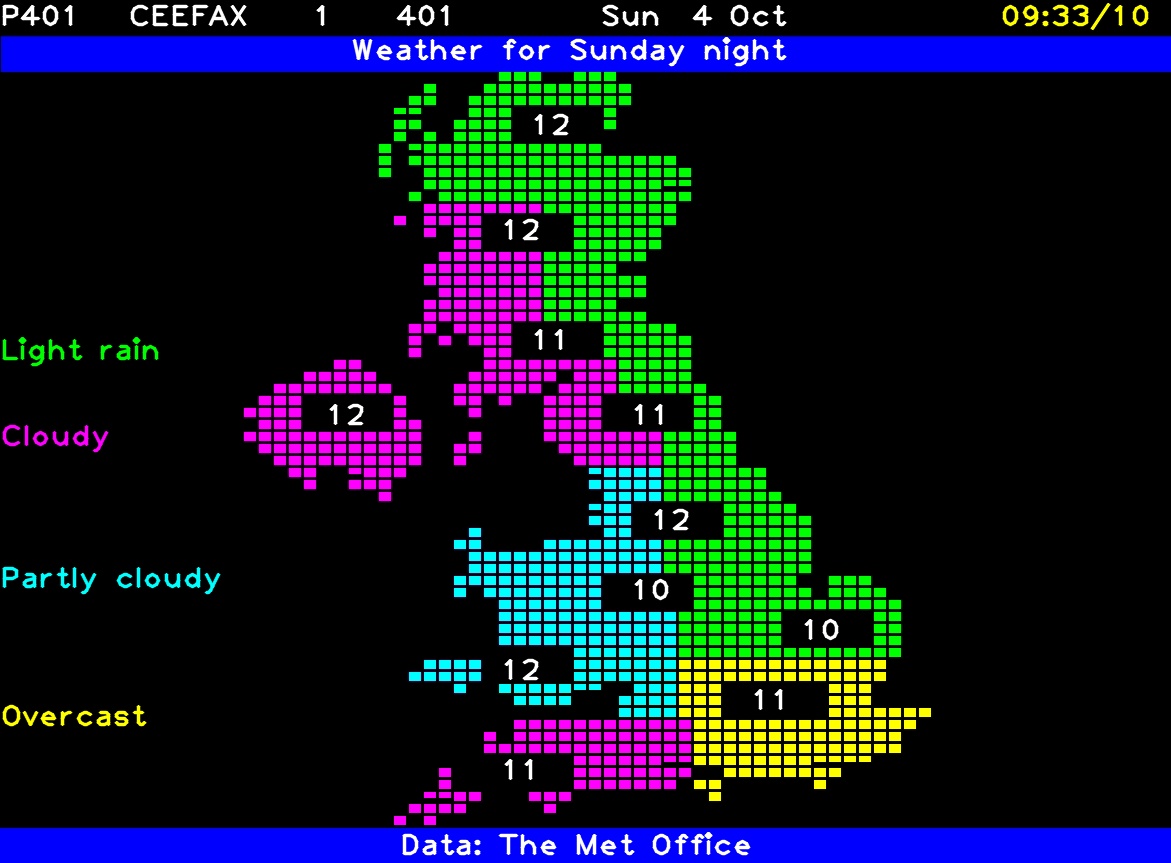 P401 CEEFAX 1 401 Sun 4 Oct 09:33/10
Weather for Sunday night
12
12
11
Light rain
12 11
Cloudy
12
Partly cloudy
10
10
12
11
Overcast
11
Data: The Met Office